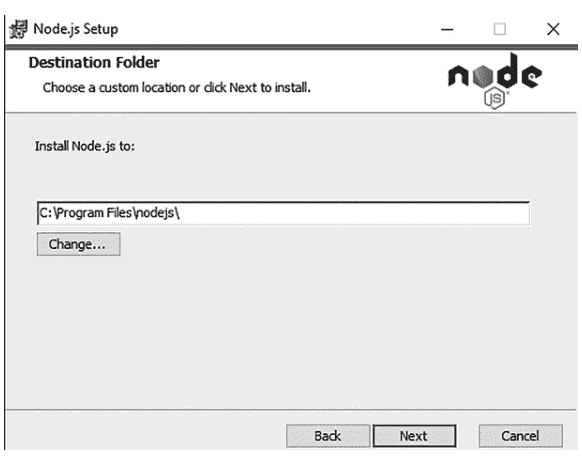 Node.js Setup
Destination Folder
Choose a custom location or click Next to install.
node
JS
Install Node.js to:
C:\Program Files\nodejs\
Change...
Back Next Cancel